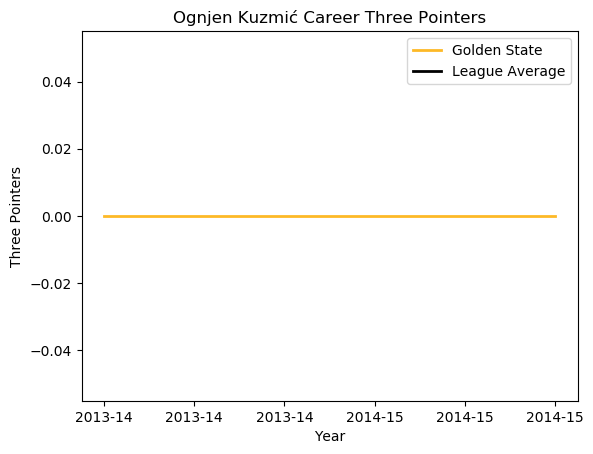 Ognjen Kuzmić Career Three Pointers
Golden State
League Average
Three Pointers
0.04
0.02
0.00
−0.02
−0.04
2013-14 2013-14 2013-14 2014-15 2014-15 2014-15
Year